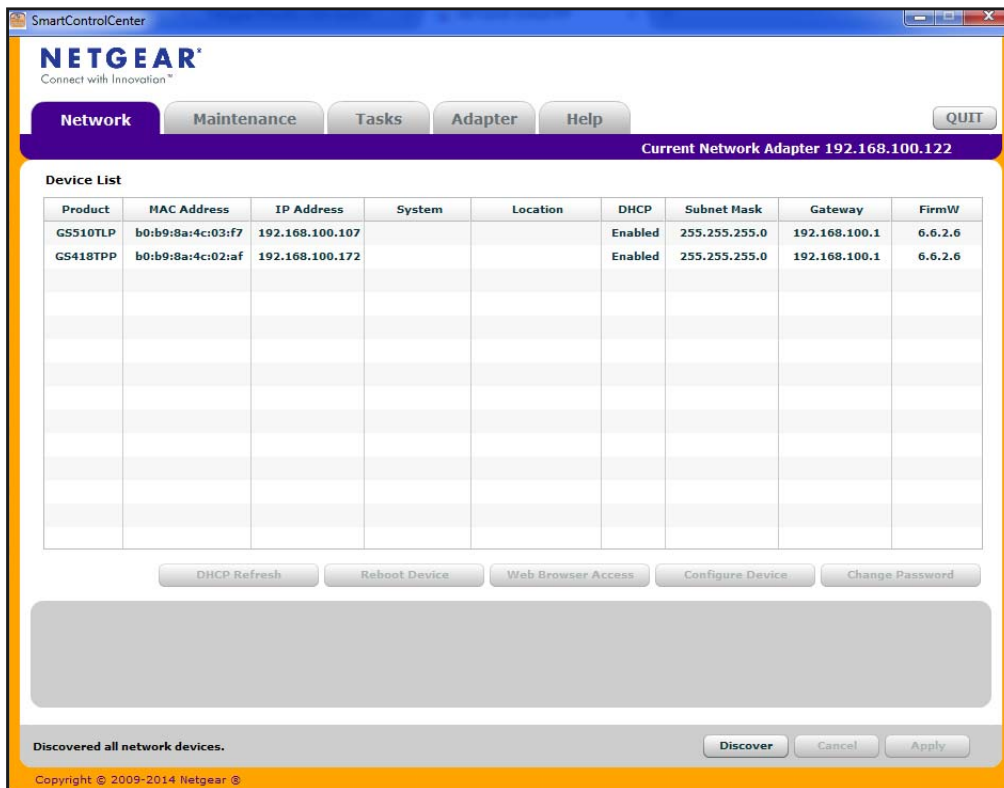 SmartControlCenter
NETGEAR®
Connect with Innovation™
Network Maintenance Tasks Adapter Help QUIT
Current Network Adapter 192.168.100.122
Device List
Product MAC Address IP Address System Location DHCP Subnet Mask Gateway FirmW
GS510TLP b0:b9:8a:4c:03:f7 192.168.100.107 Enabled 255.255.255.0 192.168.100.1 6.6.2.6
GS418TPP b0:b9:8a:4c:02:af 192.168.100.172 Enabled 255.255.255.0 192.168.100.1 6.6.2.6
DHCP Refresh Reboot Device Web Browser Access Configure Device Change Password
Discovered all network devices. Discover Cancel Apply
Copyright © 2009-2014 Netgear ®